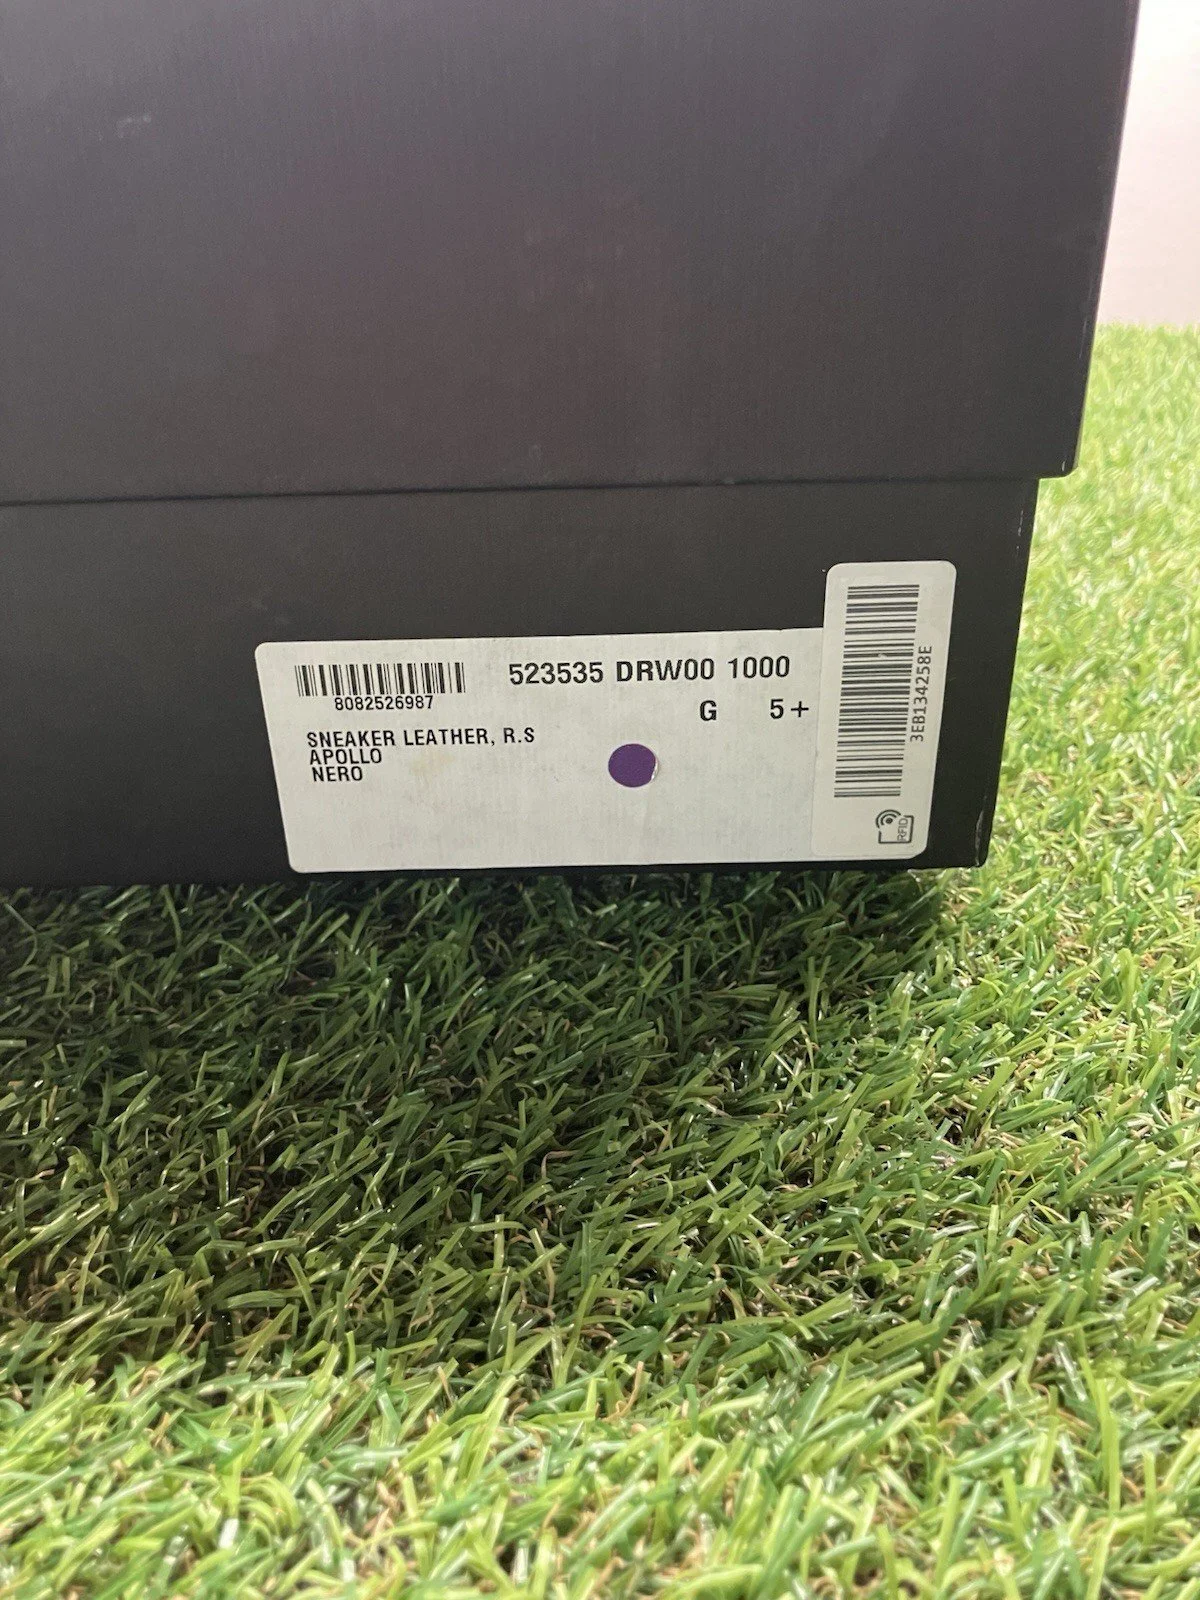 523535 DRW00 1000
8082526987
G 5+
SNEAKER LEATHER, R.S
APOLLO
NERO
3EB134258E
RFID